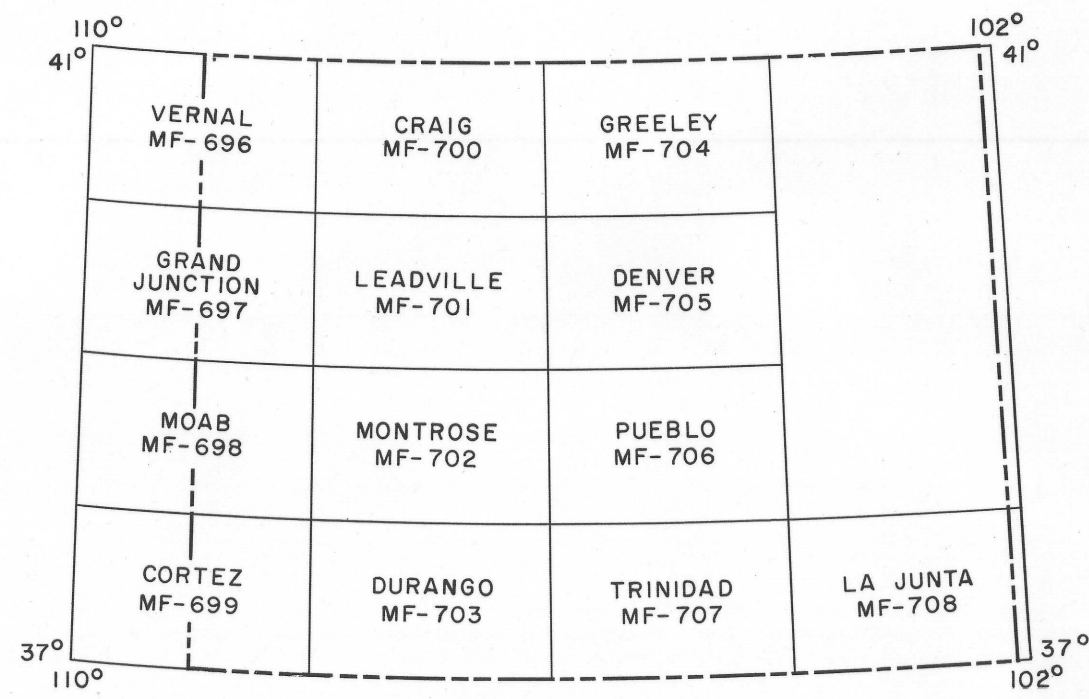 110°
102°
41°
41°
VERNAL
MF-696
CRAIG
MF-700
GREELEY
MF-704
GRAND
JUNCTION
MF-697
LEADVILLE
MF-701
DENVER
MF-705
MOAB
MF-698
MONTROSE
MF-702
PUEBLO
MF-706
CORTEZ
MF-699
DURANGO
MF-703
TRINIDAD
MF-707
LA JUNTA
MF-708
37°
37°
110°
102°